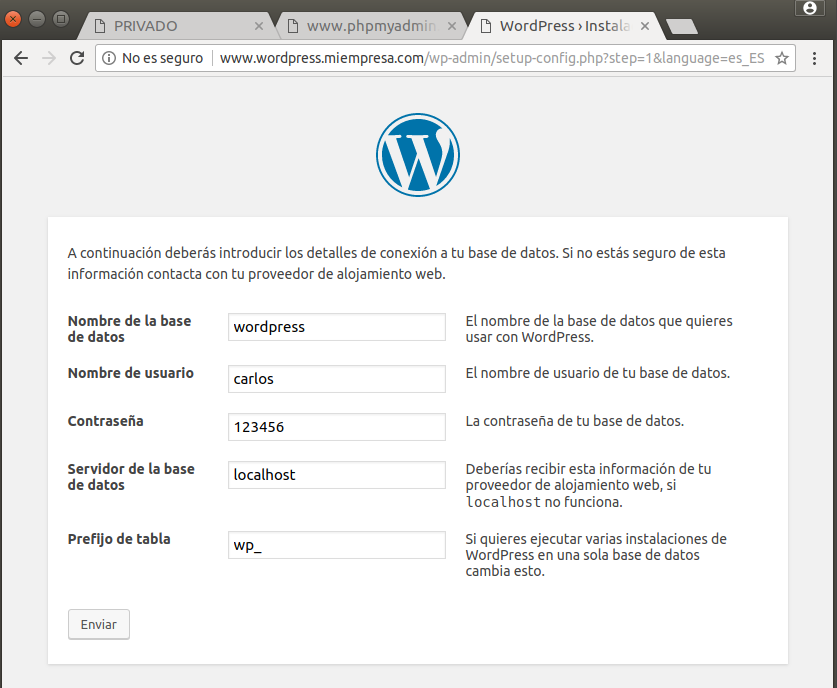 PRIVADO
www.phpmyadmin
WordPress › Instala
No es seguro
www.wordpress.miempresa.com/wp-admin/setup-config.php?step=1&language=es_ES
A continuación deberás introducir los detalles de conexión a tu base de datos. Si no estás seguro de esta
información contacta con tu proveedor de alojamiento web.
Nombre de la base
de datos
wordpress
El nombre de la base de datos que quieres
usar con WordPress.
Nombre de usuario
carlos
El nombre de usuario de tu base de datos.
Contraseña
123456
La contraseña de tu base de datos.
Servidor de la base
de datos
localhost
Deberías recibir esta información de tu
proveedor de alojamiento web, si
localhost no funciona.
Prefijo de tabla
wp_
Si quieres ejecutar varias instalaciones de
WordPress en una sola base de datos
cambia esto.
Enviar